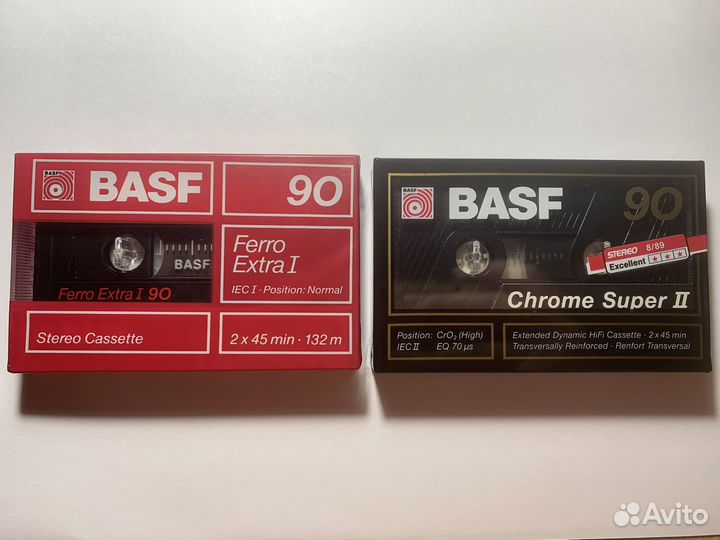 BASF
BASF
90
Ferro
Extra I
IEC I · Position: Normal
BASF
Ferro Extra I 90
Stereo Cassette
2 x 45 min · 132 m
BASF
BASF
90
STEREO 8/89
Excellent
Chrome Super II
Position: CrO₂ (High)
IEC II EQ 70 µs
Extended Dynamic HiFi Cassette · 2 x 45 min
Transversally Reinforced · Renfort Transversal
Avito